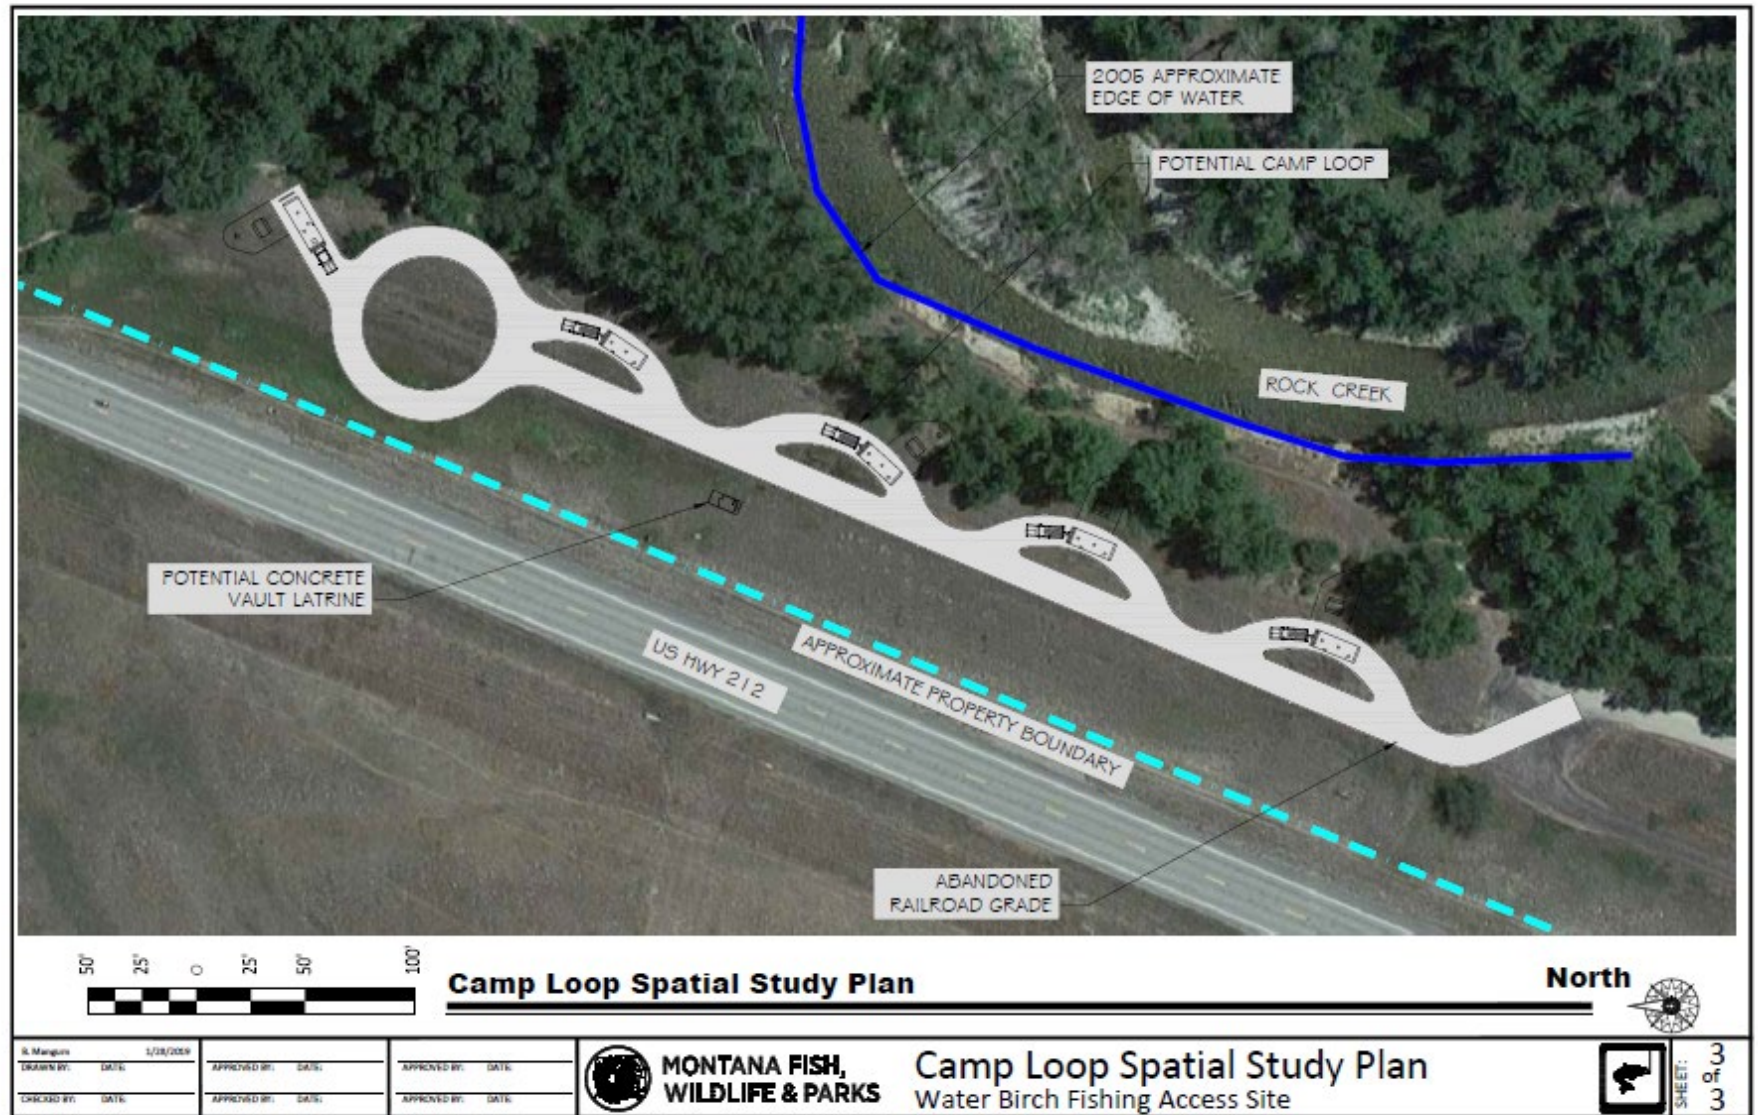 2005 APPROXIMATE
EDGE OF WATER
POTENTIAL CAMP LOOP
ROCK CREEK
POTENTIAL CONCRETE
VAULT LATRINE
US HWY 212
APPROXIMATE PROPERTY BOUNDARY
ABANDONED
RAILROAD GRADE
50' 25' 0 25' 50' 100'
Camp Loop Spatial Study Plan
North
B. Mangum 1/28/2019
DRAWN BY: DATE:
CHECKED BY: DATE:
APPROVED BY: DATE:
APPROVED BY: DATE:
APPROVED BY: DATE:
APPROVED BY: DATE:
MONTANA FISH,
WILDLIFE & PARKS
Camp Loop Spatial Study Plan
Water Birch Fishing Access Site
SHEET:
3
of
3